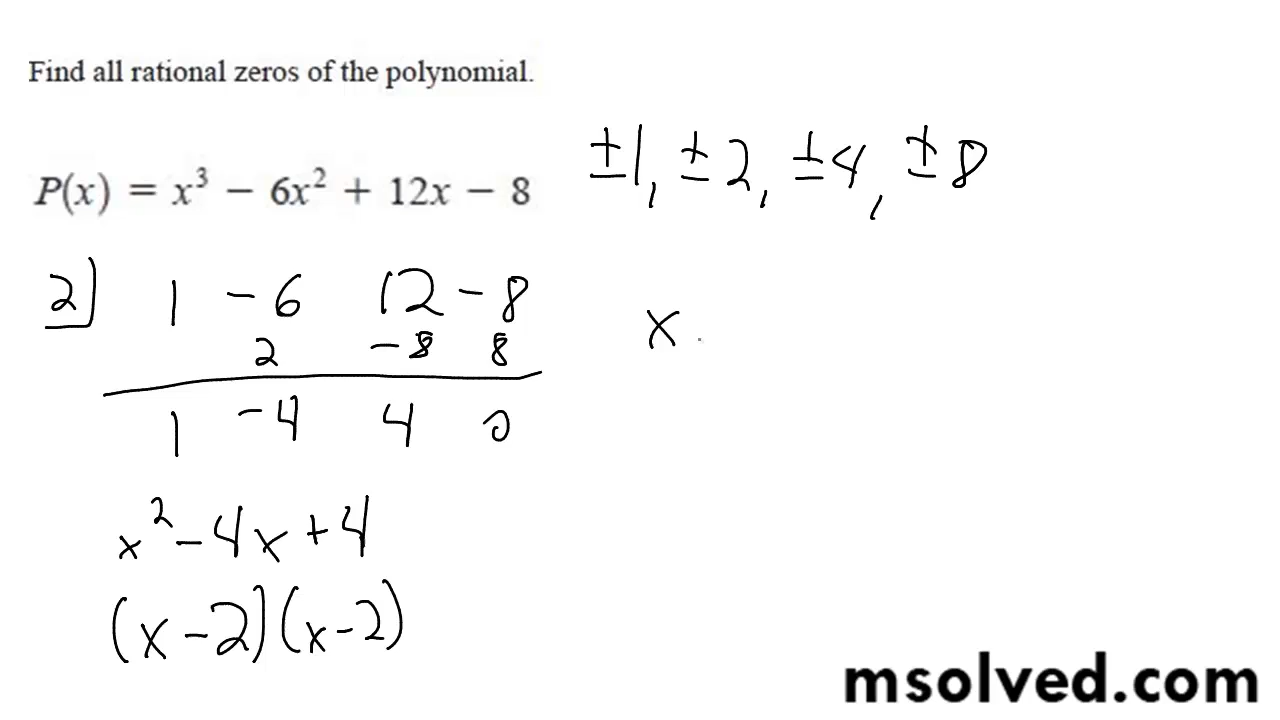 Find all rational zeros of the polynomial.
±1, ±2, ±4, ±8
P(x) = x³ − 6x² + 12x − 8
2) 1 −6 12 −8
2 −8 8
x
1 −4 4 0
x² − 4x + 4
(x − 2)(x − 2)
msolved.com